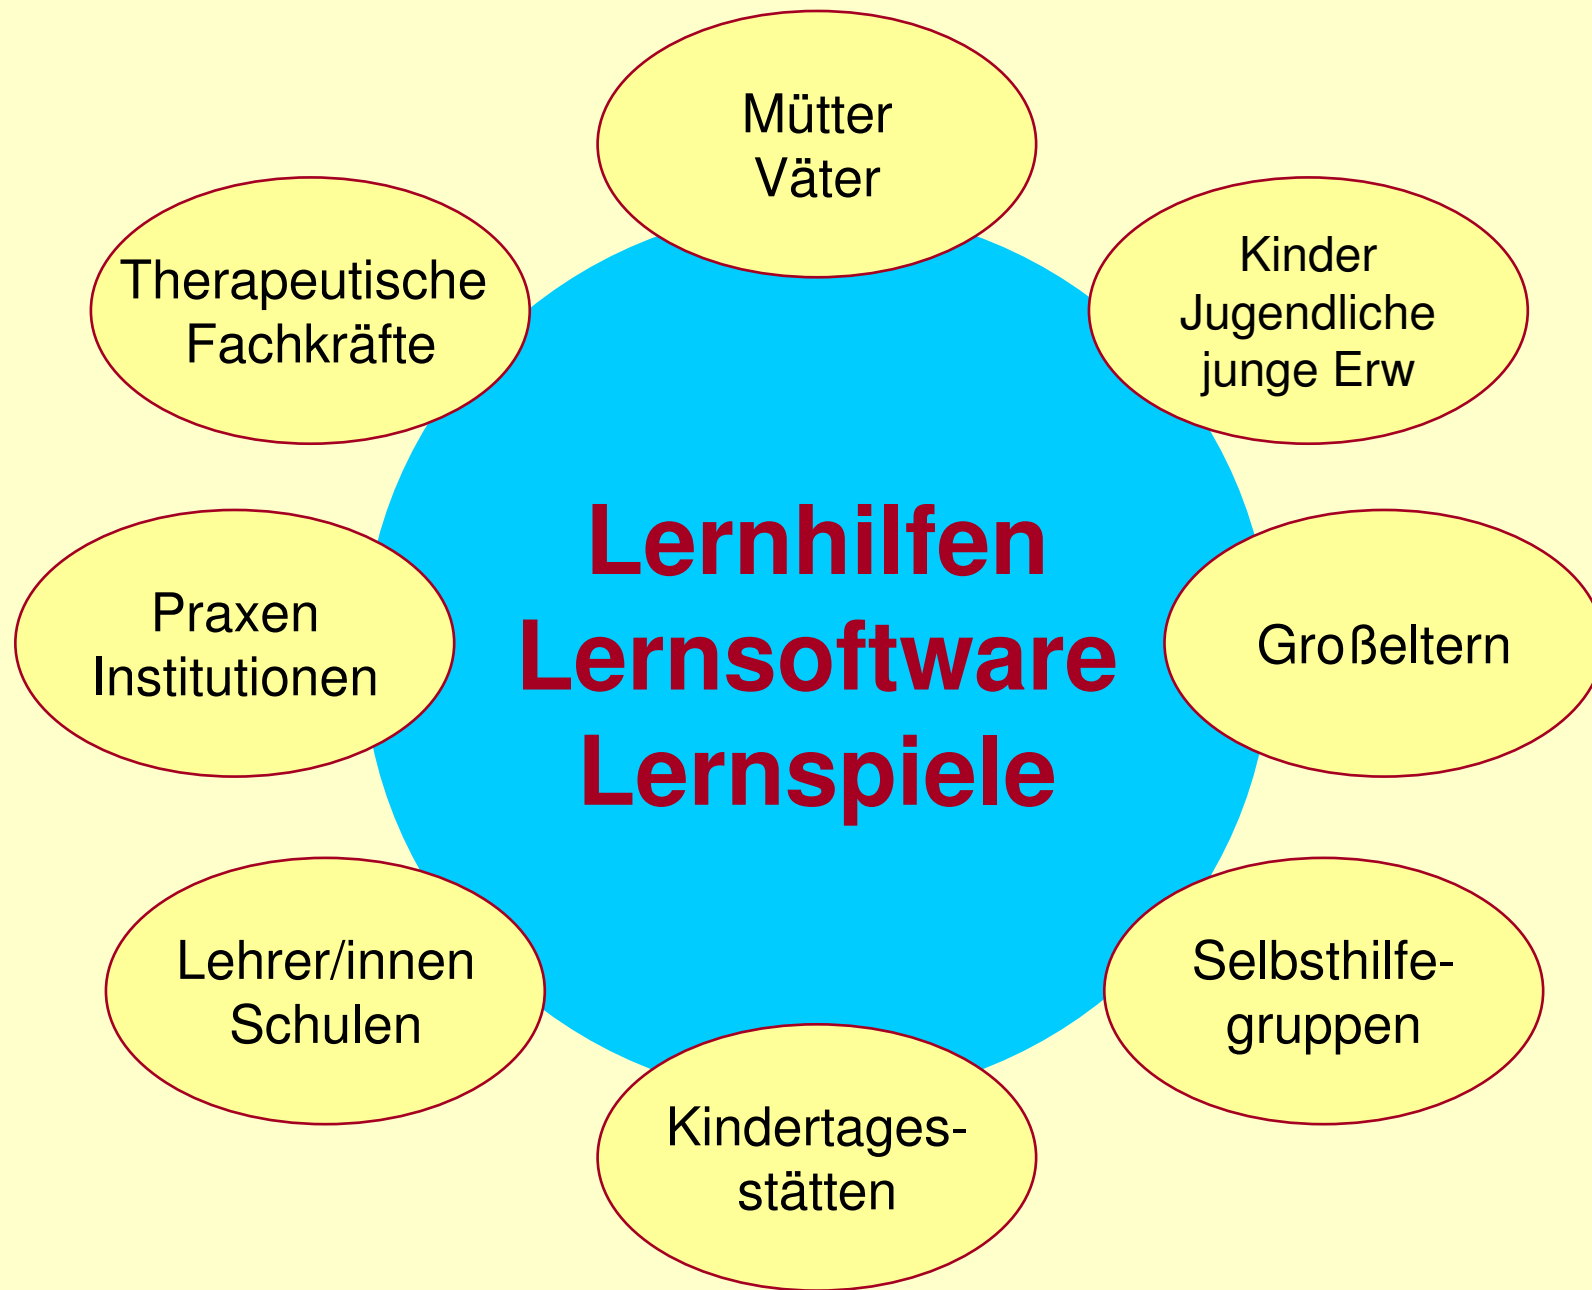 Mütter
Väter
Kinder
Jugendliche
junge Erw
Großeltern
Selbsthilfe-
gruppen
Kindertages-
stätten
Lehrer/innen
Schulen
Praxen
Institutionen
Therapeutische
Fachkräfte
Lernhilfen
Lernsoftware
Lernspiele